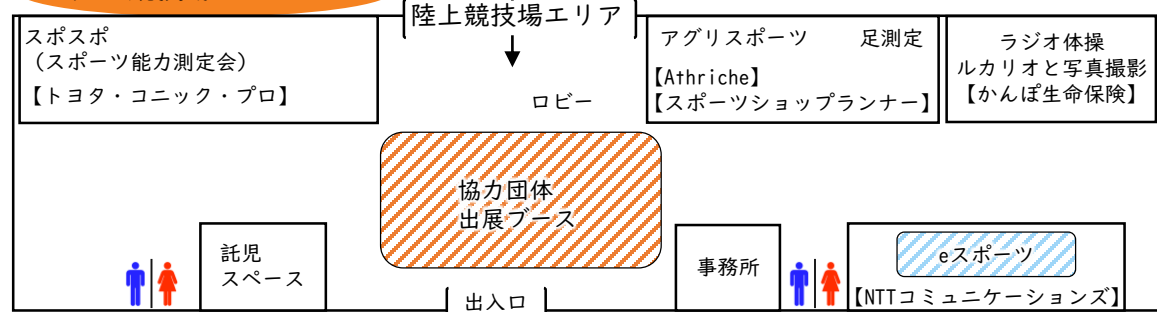 陸上競技場エリア
スポスポ
（スポーツ能力測定会）
【トヨタ・コニック・プロ】
ロビー
アグリスポーツ　足測定
【Athriche】
【スポーツショップランナー】
ラジオ体操
ルカリオと写真撮影
【かんぽ生命保険】
協力団体
出展ブース
託児
スペース
出入口
事務所
eスポーツ
【NTTコミュニケーションズ】